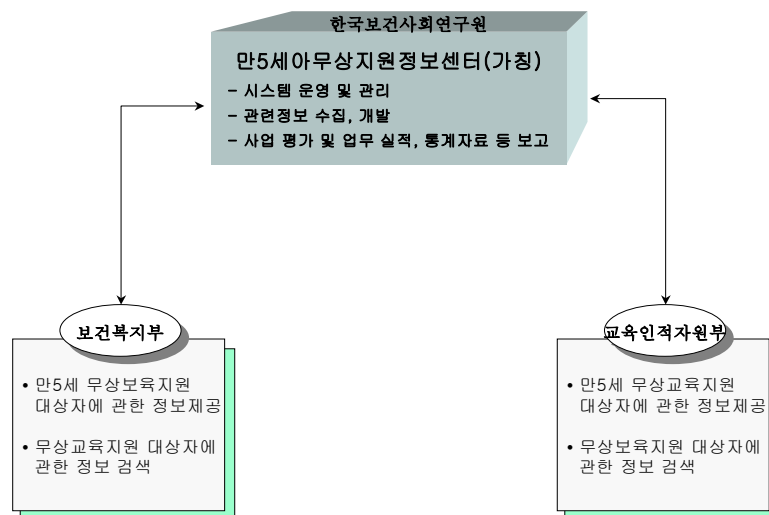 한국보건사회연구원
만5세아무상지원정보센터(가칭)
– 시스템 운영 및 관리
– 관련정보 수집, 개발
– 사업 평가 및 업무 실적, 통계자료 등 보고
보건복지부
• 만5세 무상보육지원
대상자에 관한 정보제공
• 무상교육지원 대상자에
관한 정보 검색
교육인적자원부
• 만5세 무상교육지원
대상자에 관한 정보제공
• 무상보육지원 대상자에
관한 정보 검색